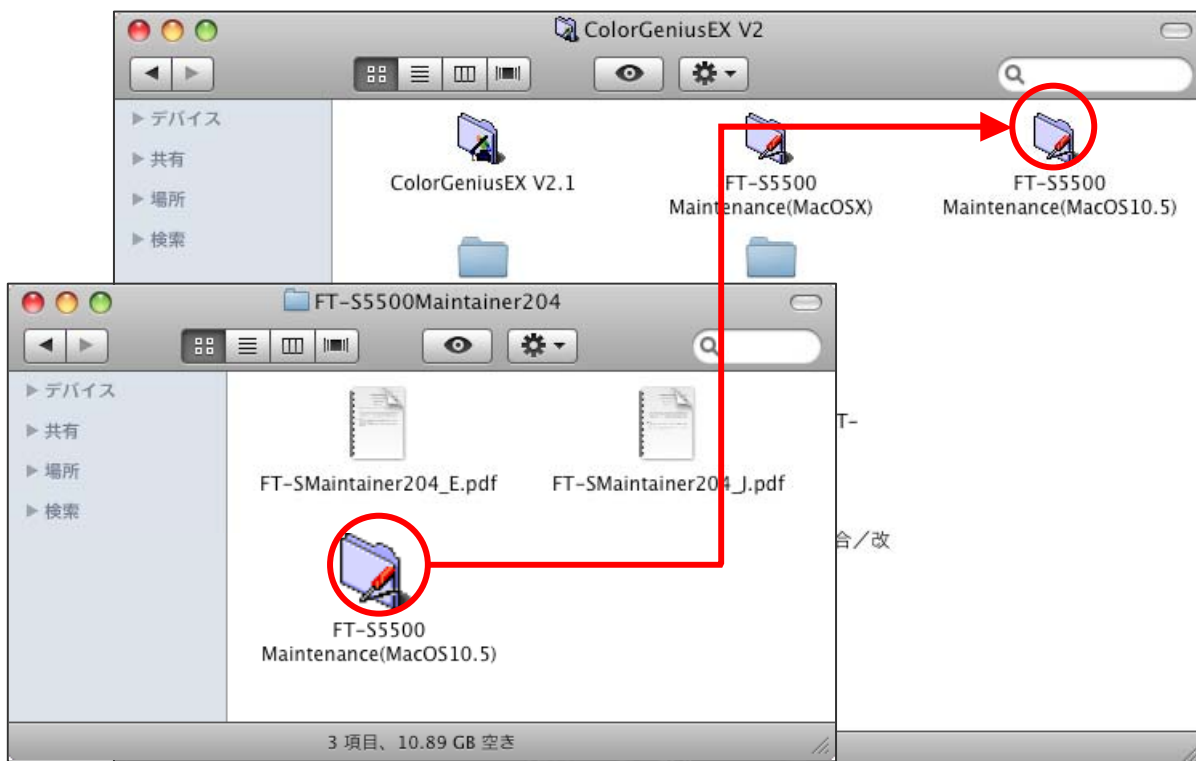 ColorGeniusEX V2
デバイス
共有
場所
検索
ColorGeniusEX V2.1
FT-S5500
Maintenance(MacOSX)
FT-S5500
Maintenance(MacOS10.5)
T-
合／改
FT-S5500Maintainer204
デバイス
共有
場所
検索
FT-SMaintainer204_E.pdf
FT-SMaintainer204_J.pdf
FT-S5500
Maintenance(MacOS10.5)
3 項目、10.89 GB 空き